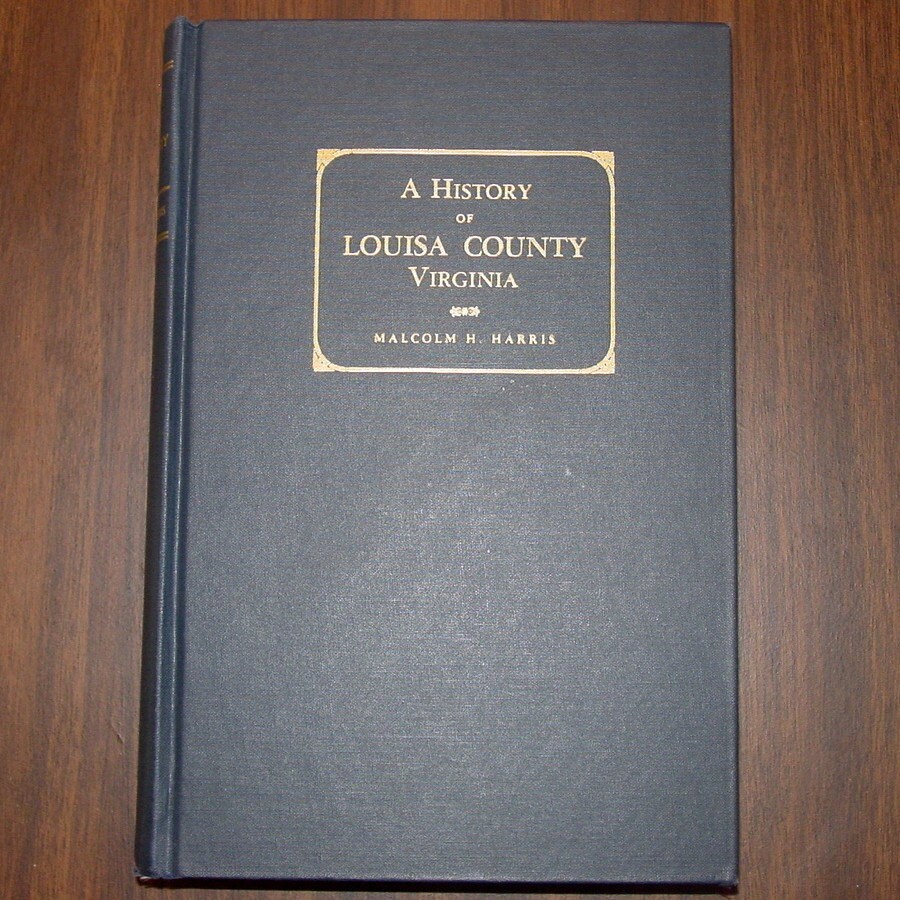 A HISTORY
OF
LOUISA COUNTY
VIRGINIA
MALCOLM H. HARRIS